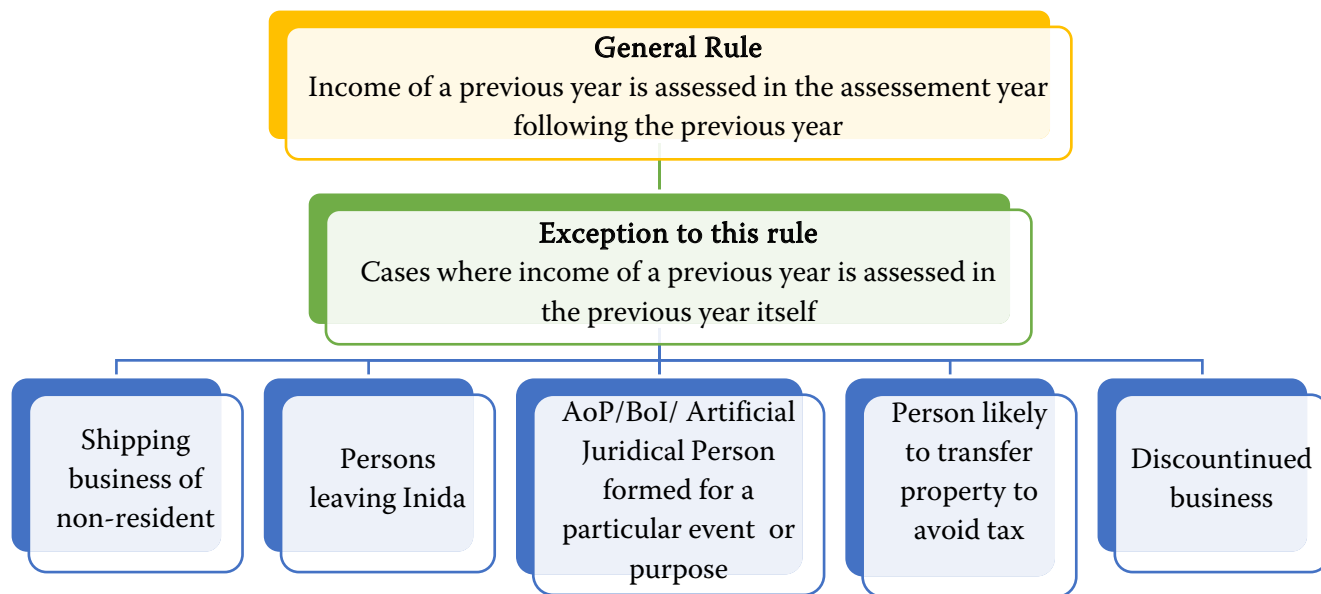 General Rule
Income of a previous year is assessed in the assessement year
following the previous year
Exception to this rule
Cases where income of a previous year is assessed in
the previous year itself
Shipping
business of
non-resident
Persons
leaving Inida
AoP/BoI/ Artificial
Juridical Person
formed for a
particular event or
purpose
Person likely
to transfer
property to
avoid tax
Discountinued
business